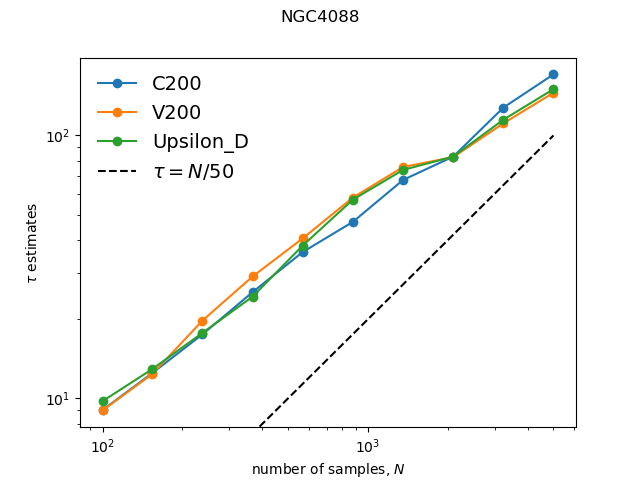 NGC4088
C200
V200
Upsilon_D
τ = N/50
10²
10¹
τ estimates
10²
10³
number of samples, N